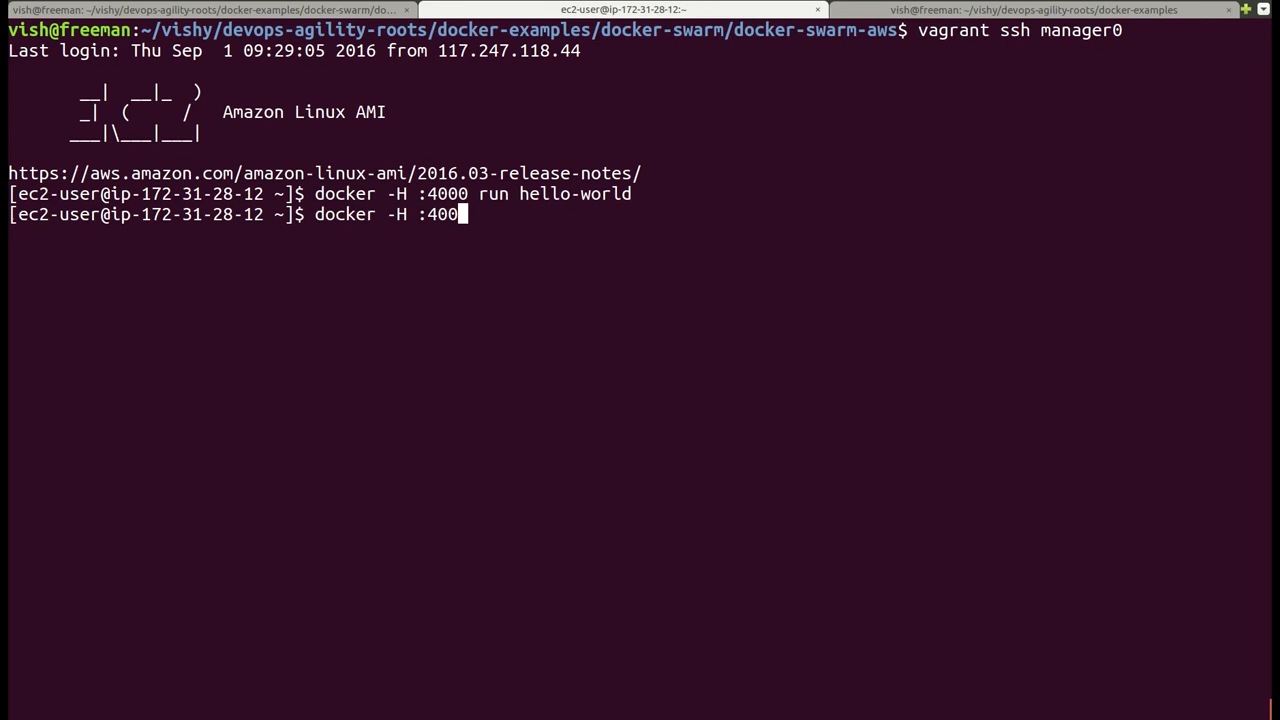 vish@freeman: ~/vishy/devops-agility-roots/docker-examples/docker-swarm/do... × ec2-user@ip-172-31-28-12:~ × vish@freeman: ~/vishy/devops-agility-roots/docker-examples ×
vish@freeman:~/vishy/devops-agility-roots/docker-examples/docker-swarm/docker-swarm-aws$ vagrant ssh manager0
Last login: Thu Sep  1 09:29:05 2016 from 117.247.118.44
       __|  __|_  )
       _|  (     /   Amazon Linux AMI
      ___|\___|___|
https://aws.amazon.com/amazon-linux-ami/2016.03-release-notes/
[ec2-user@ip-172-31-28-12 ~]$ docker -H :4000 run hello-world
[ec2-user@ip-172-31-28-12 ~]$ docker -H :400